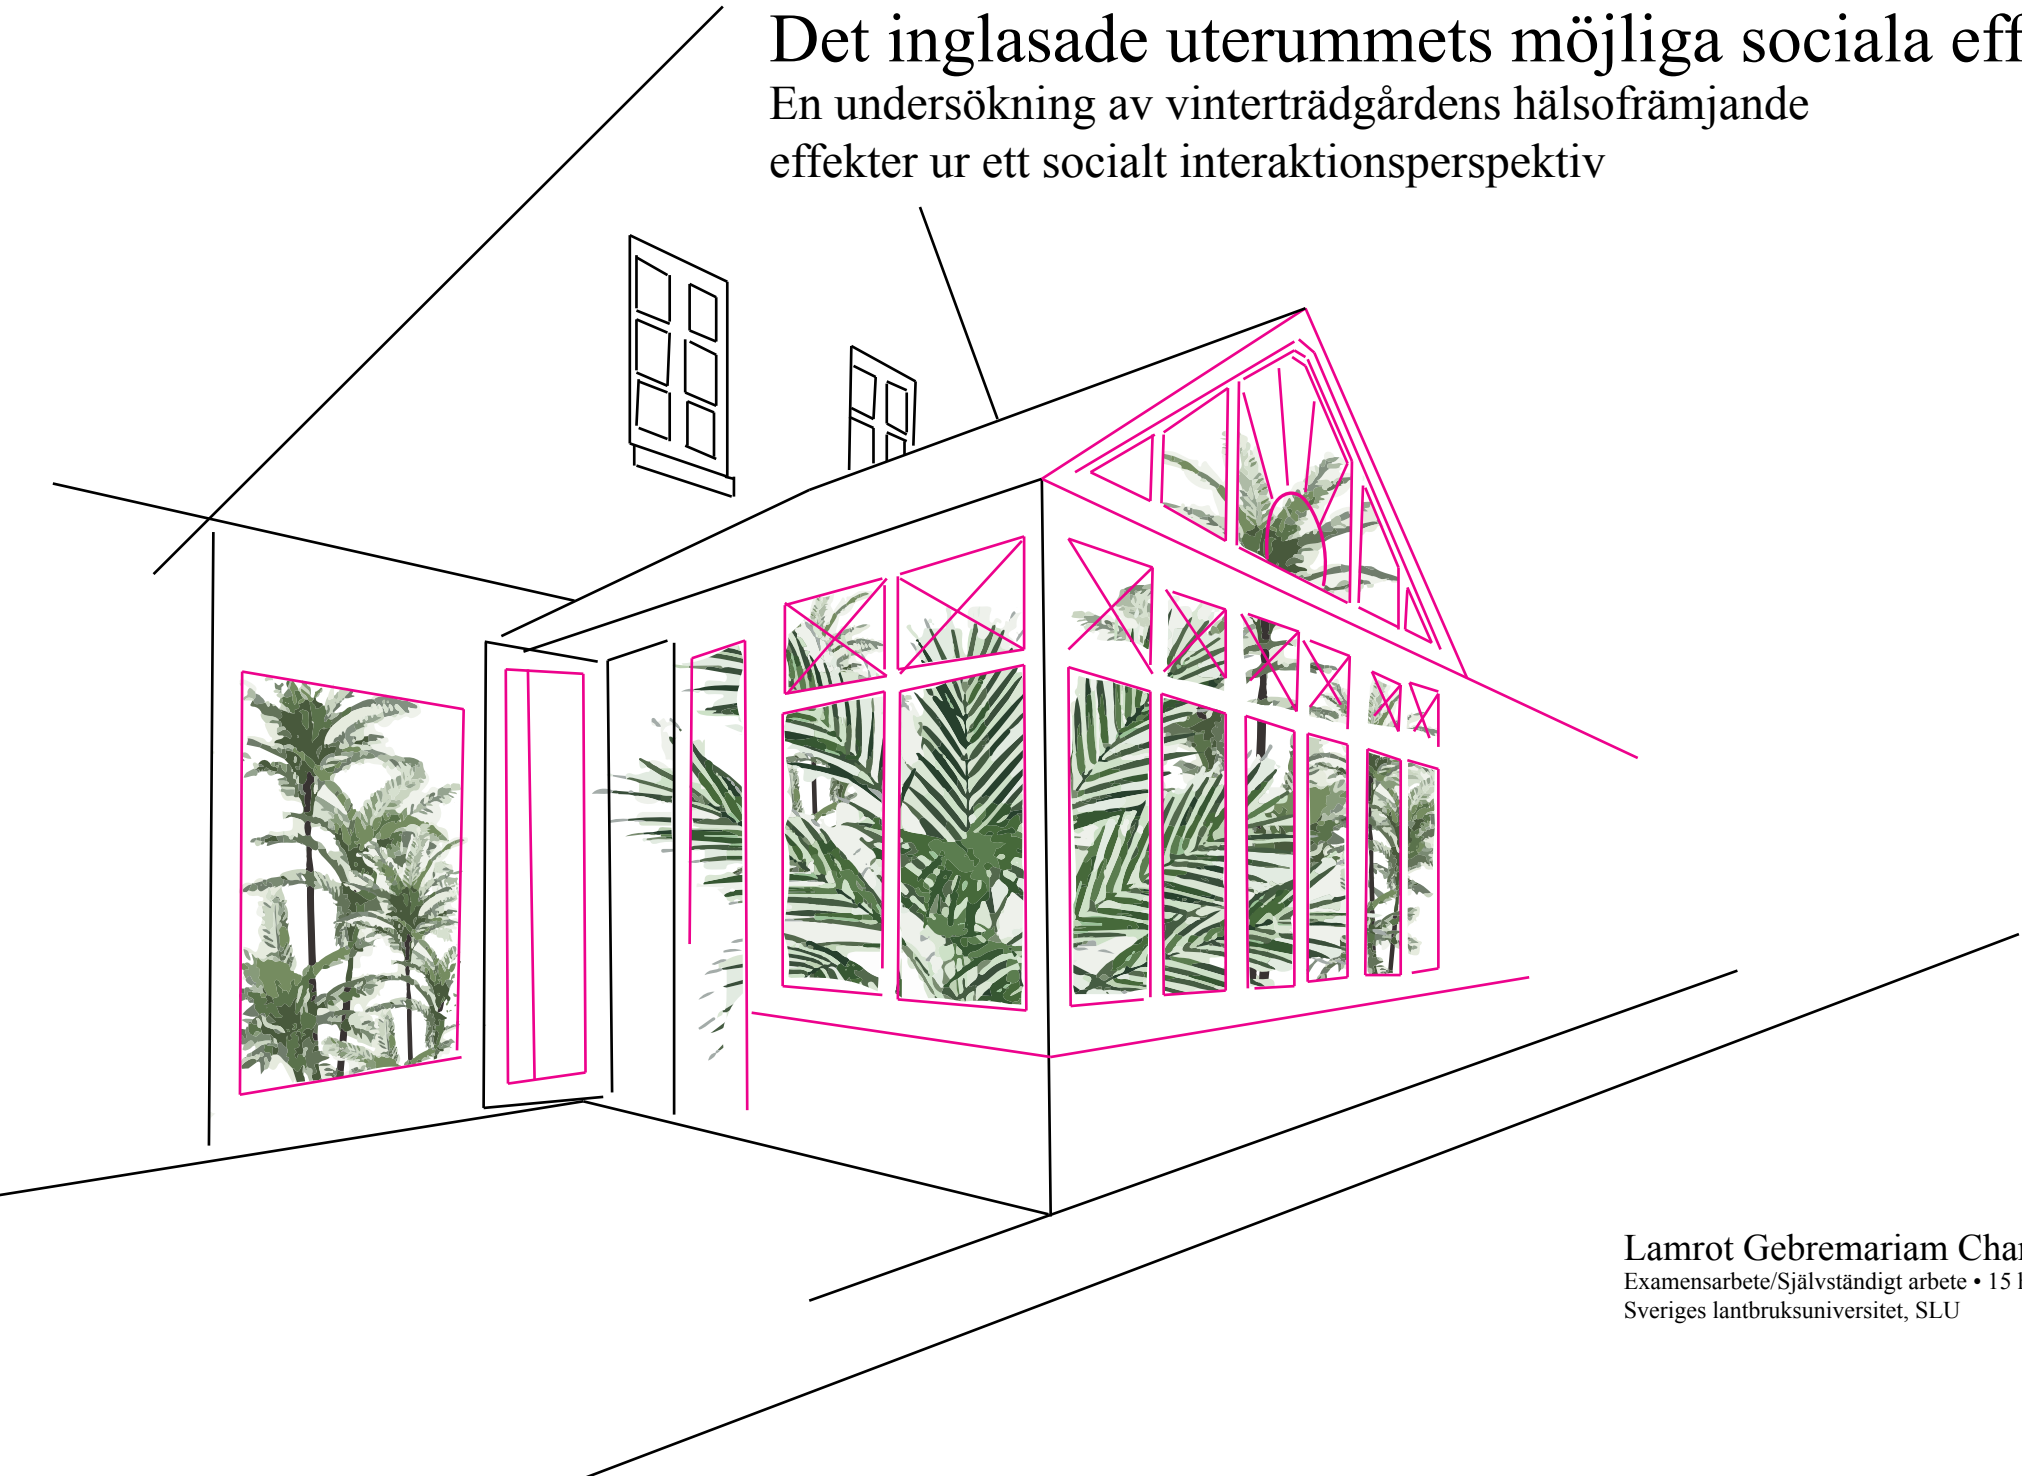 Det inglasade uterummets möjliga sociala
En undersökning av vinterträdgårdens hälsofrämjande
effekter ur ett socialt interaktionsperspektiv
Lamrot Gebremariam
Examensarbete/Självständigt arbete • 15
Sveriges lantbruksuniversitet, SLU